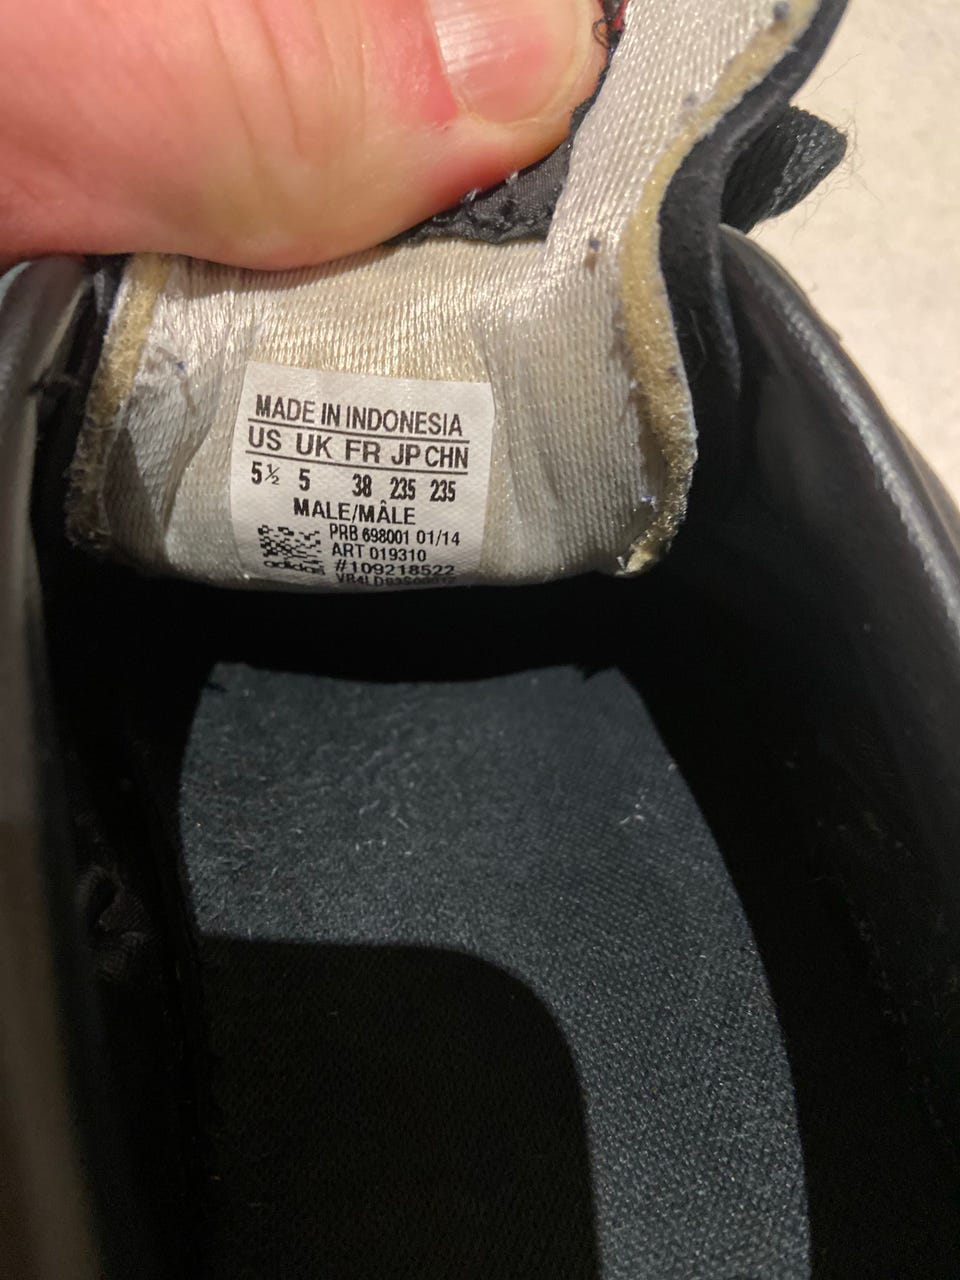 MADE IN INDONESIA
US UK FR JP CHN
5½ 5 38 235 235
MALE/MÂLE
PRB 698001 01/14
ART 019310
adidas #109218522